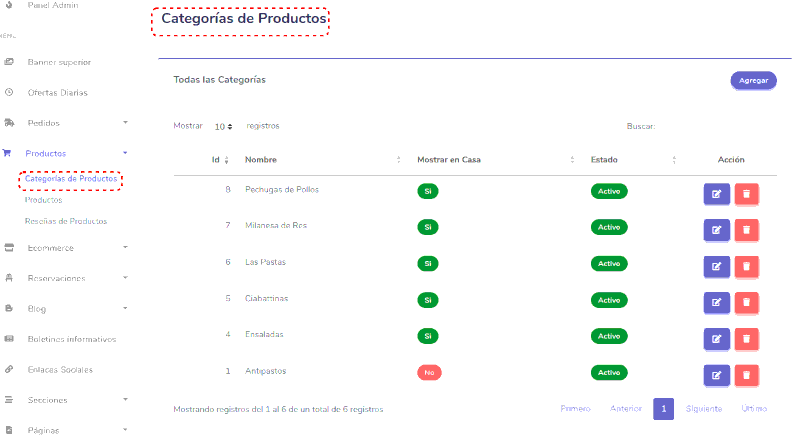 Panel Admin
MENU
Banner superior
Ofertas Diarias
Pedidos
Productos
Categorías de Productos
Productos
Reseñas de Productos
Ecommerce
Reservaciones
Blog
Boletines informativos
Enlaces Sociales
Secciones
Páginas
Categorías de Productos
Todas las Categorías
Agregar
Mostrar 10 registros
Buscar:
Id Nombre Mostrar en Casa Estado Acción
8 Pechugas de Pollos Si Activo
7 Milanesa de Res Si Activo
6 Las Pastas Si Activo
5 Ciabattinas Si Activo
4 Ensaladas Si Activo
1 Antipastos No Activo
Mostrando registros del 1 al 6 de un total de 6 registros
Primero Anterior 1 Siguiente Último